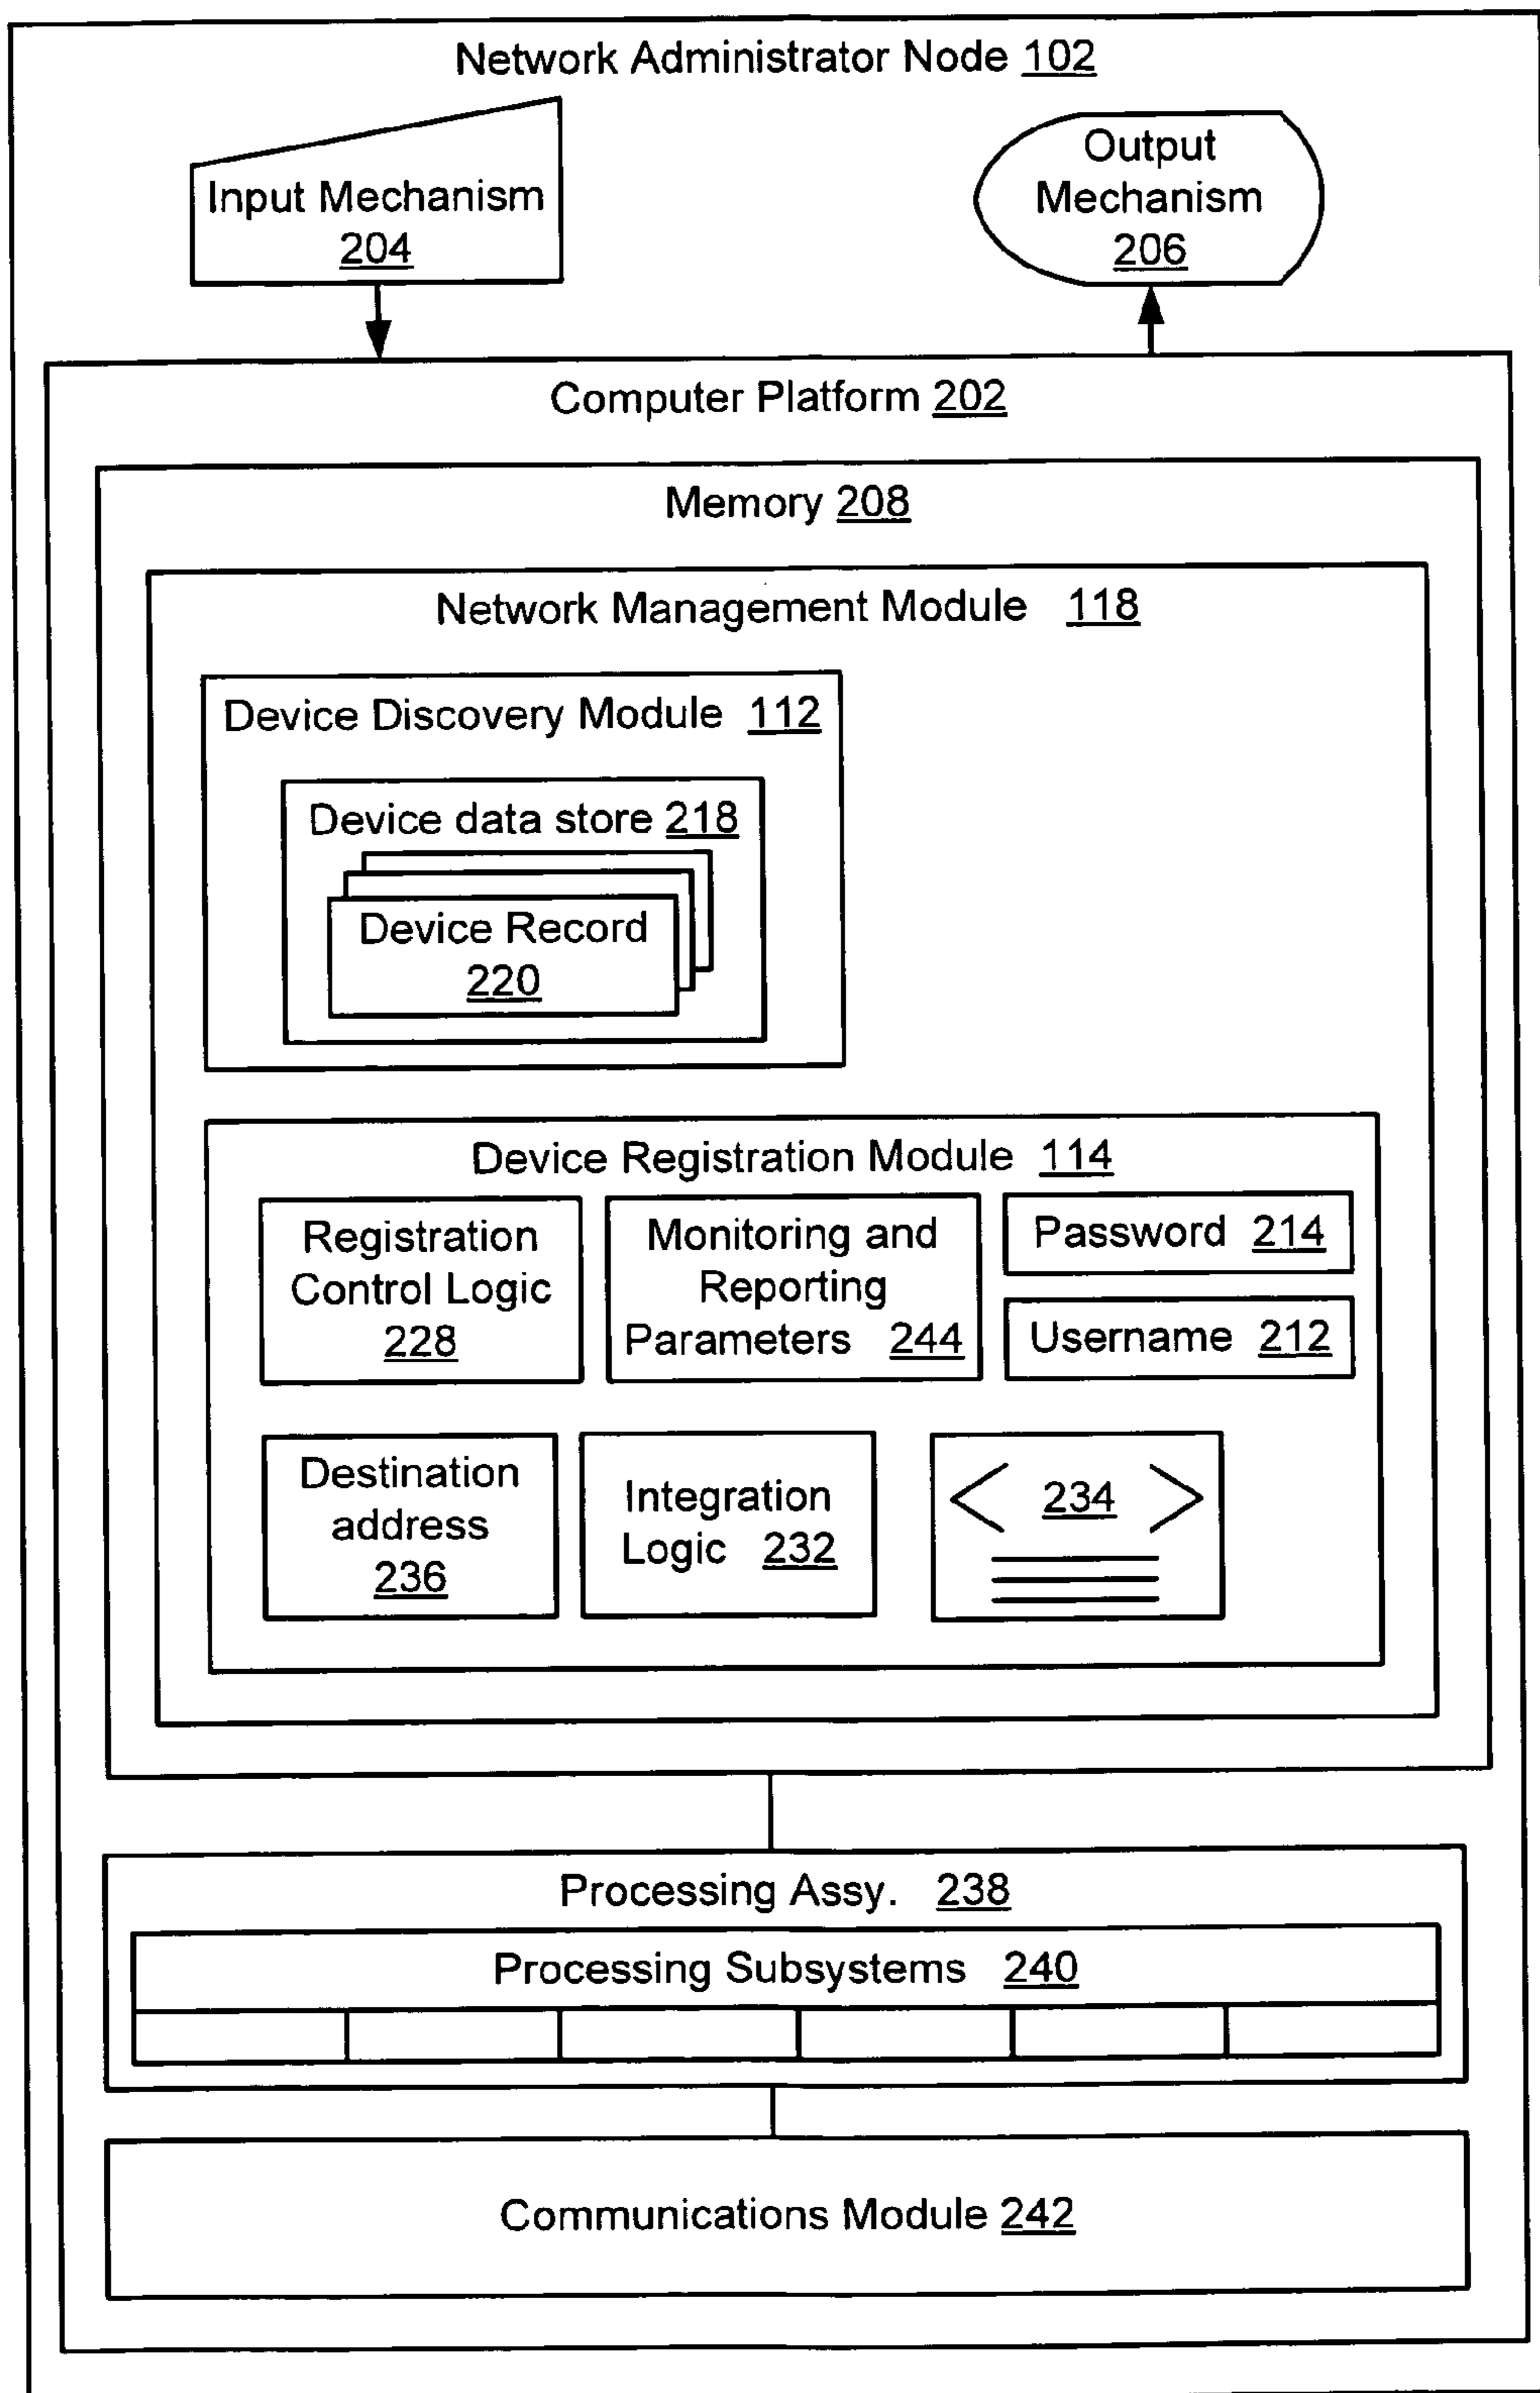 Network Administrator Node 102
Input Mechanism
204
Output
Mechanism
206
Computer Platform 202
Memory 208
Network Management Module 118
Device Discovery Module 112
Device data store 218
Device Record
220
Device Registration Module 114
Registration
Control Logic
228
Monitoring and
Reporting
Parameters 244
Password 214
Username 212
Destination
address
236
Integration
Logic 232
< 234 >
Processing Assy. 238
Processing Subsystems 240
Communications Module 242